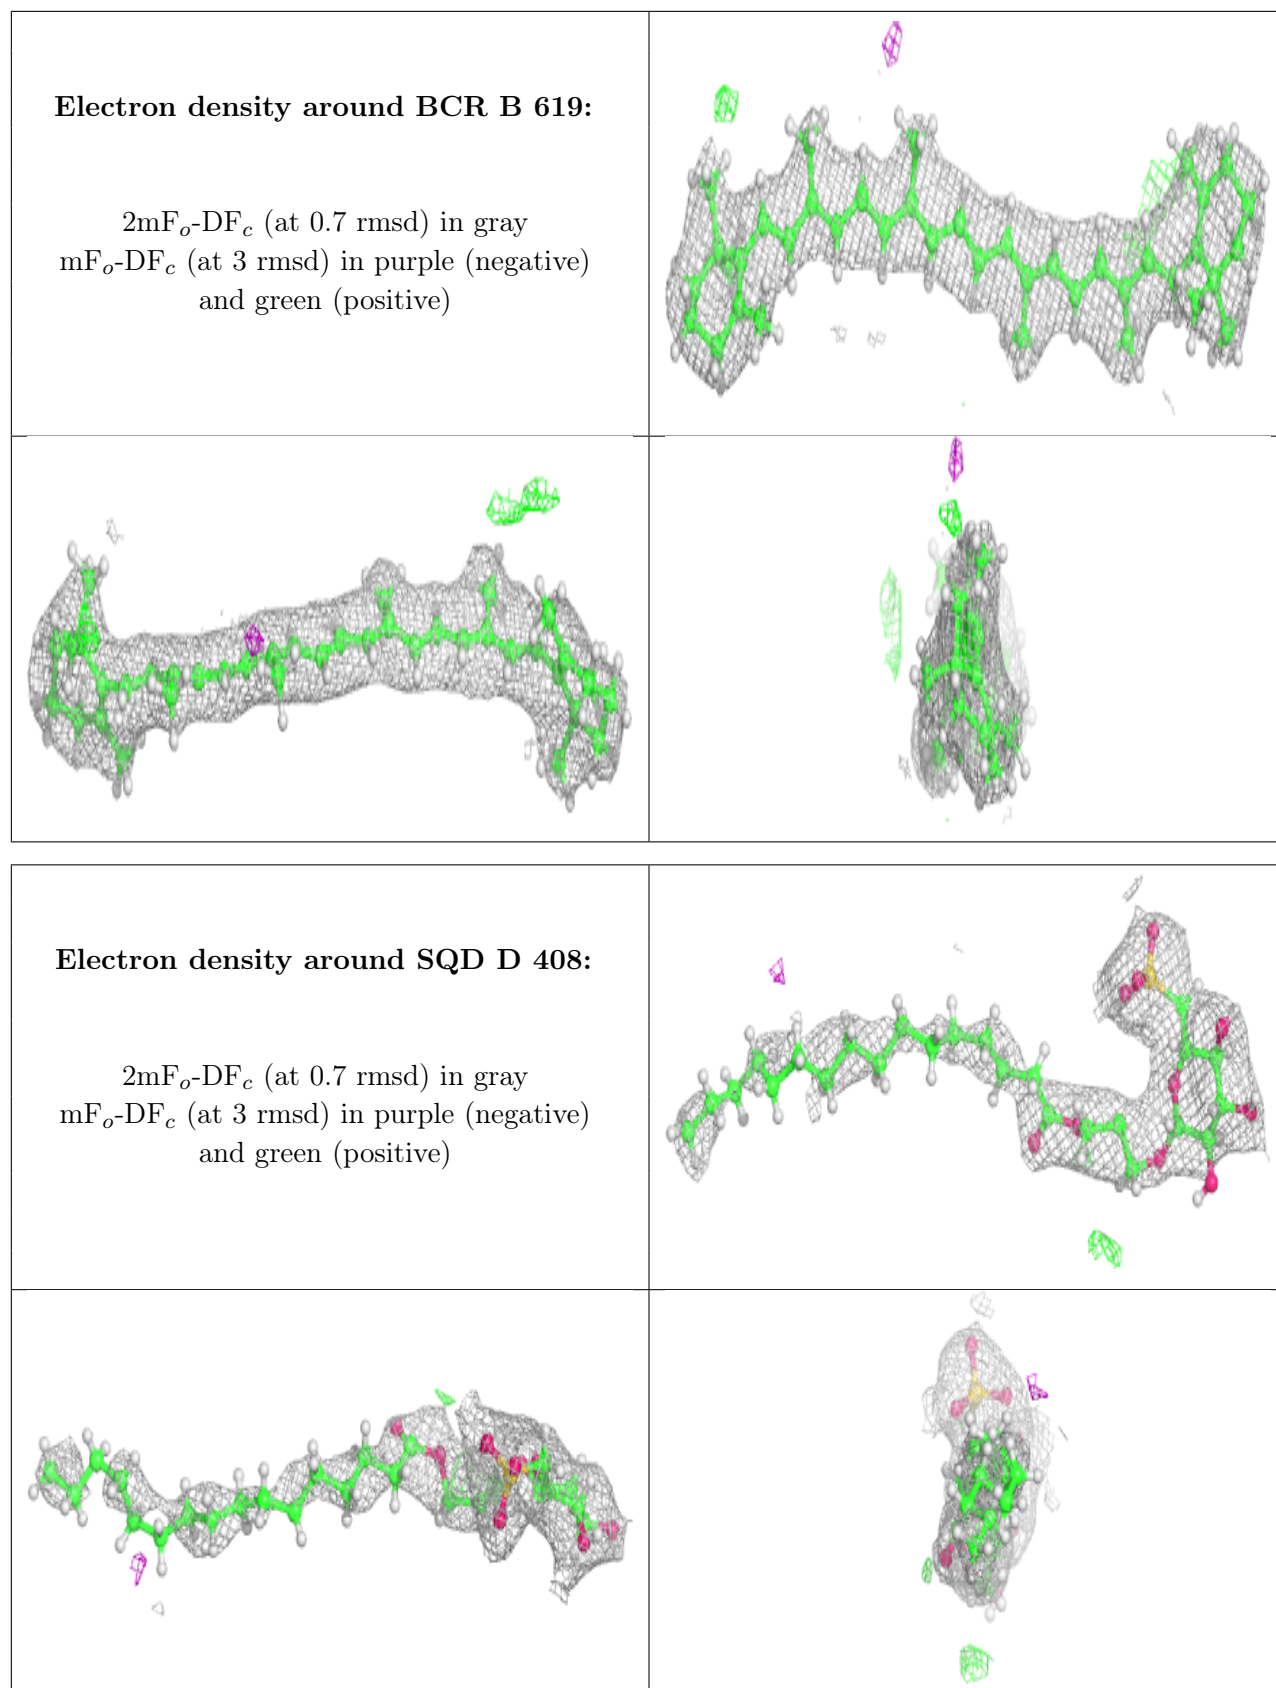 Electron density around BCR B 619:
2mFₒ-DF𝒸 (at 0.7 rmsd) in gray
mFₒ-DF𝒸 (at 3 rmsd) in purple (negative)
and green (positive)
Electron density around SQD D 408:
2mFₒ-DF𝒸 (at 0.7 rmsd) in gray
mFₒ-DF𝒸 (at 3 rmsd) in purple (negative)
and green (positive)